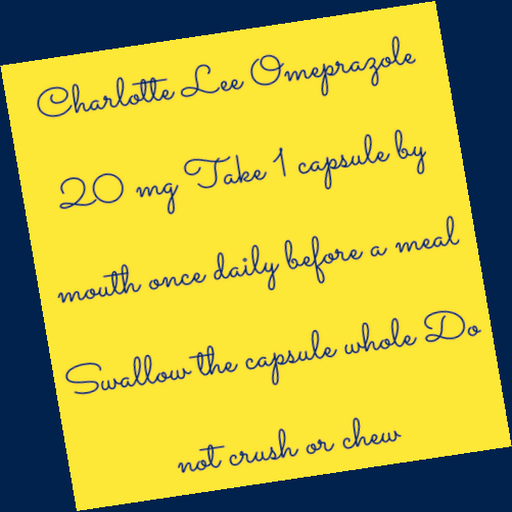 Charlotte Lee Omeprazole
20 mg Take 1 capsule by
mouth once daily before a meal
Swallow the capsule whole Do
not crush or chew